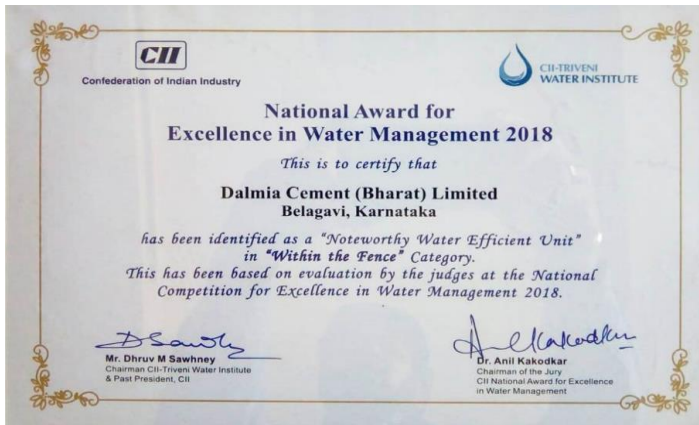 CII
Confederation of Indian Industry
CII-TRIVENI
WATER INSTITUTE
National Award for
Excellence in Water Management 2018
This is to certify that
Dalmia Cement (Bharat) Limited
Belagavi, Karnataka
has been identified as a "Noteworthy Water Efficient Unit"
in "Within the Fence" Category.
This has been based on evaluation by the judges at the National
Competition for Excellence in Water Management 2018.
Mr. Dhruv M Sawhney
Chairman CII-Triveni Water Institute
& Past President, CII
Dr. Anil Kakodkar
Chairman of the Jury
CII National Award for Excellence
in Water Management